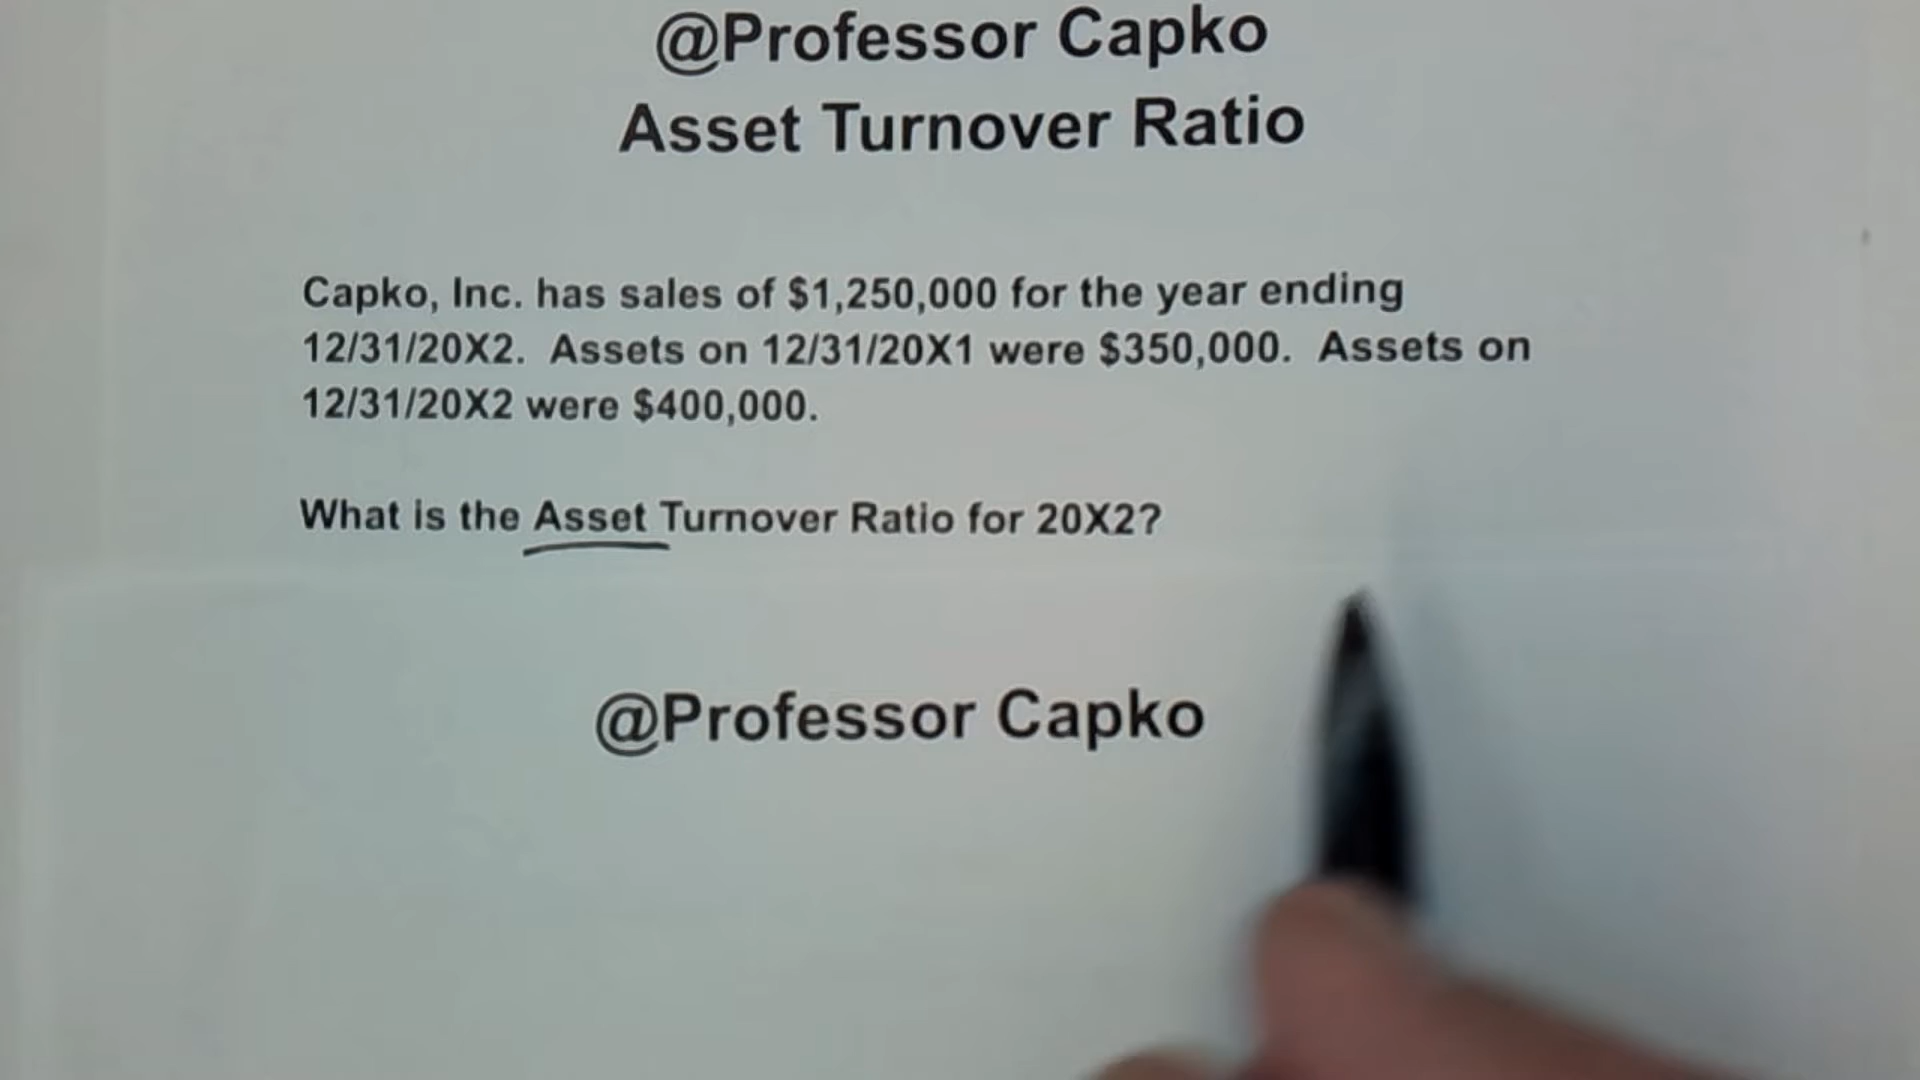 @Professor Capko
Asset Turnover Ratio
Capko, Inc. has sales of $1,250,000 for the year ending
12/31/20X2. Assets on 12/31/20X1 were $350,000. Assets on
12/31/20X2 were $400,000.
What is the Asset Turnover Ratio for 20X2?
@Professor Capko